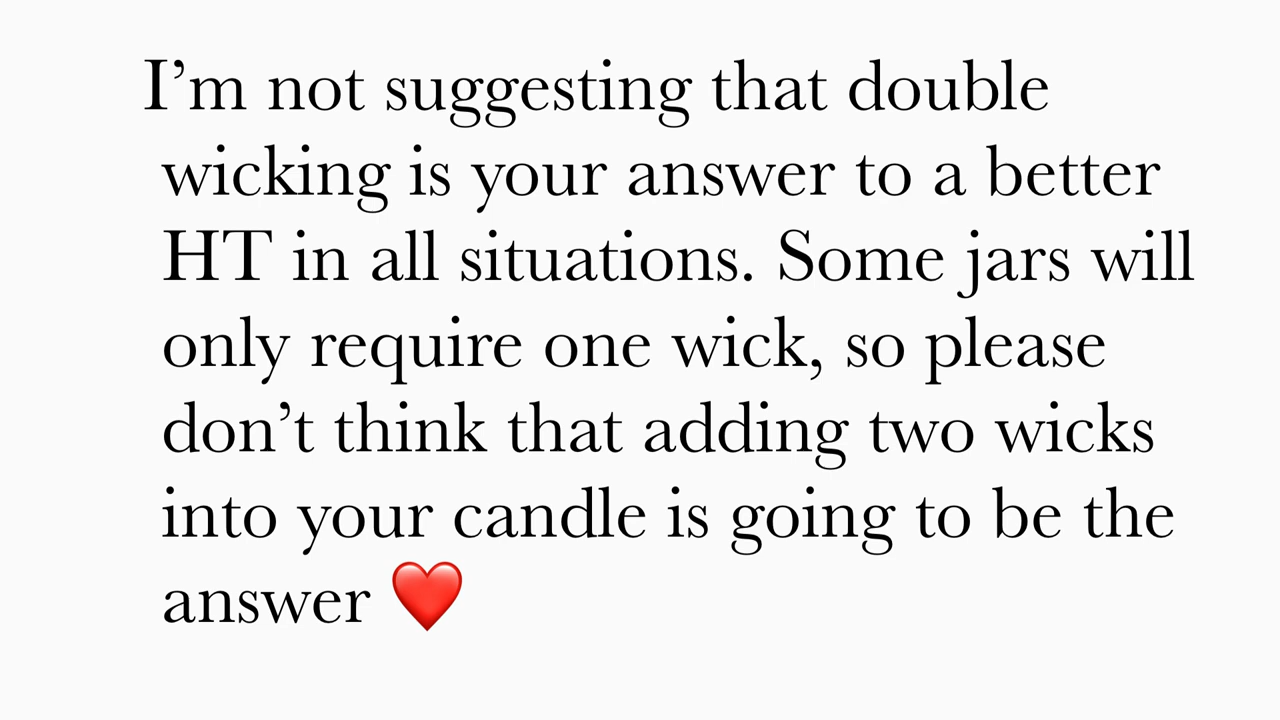 I’m not suggesting that double
wicking is your answer to a better
HT in all situations. Some jars will
only require one wick, so please
don’t think that adding two wicks
into your candle is going to be the
answer ❤️